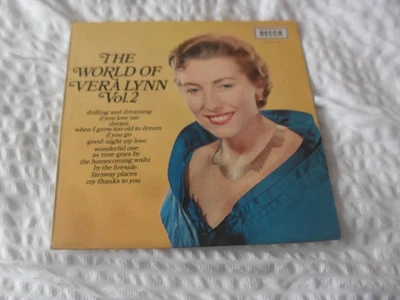 DECCA
THE
WORLD OF
VERA LYNN
Vol.2
drifting and dreaming
if you love me
dream
when I grow too old to dream
if you go
good-night my love
wonderful one
as time goes by
the homecoming waltz
by the fireside
faraway places
my thanks to you